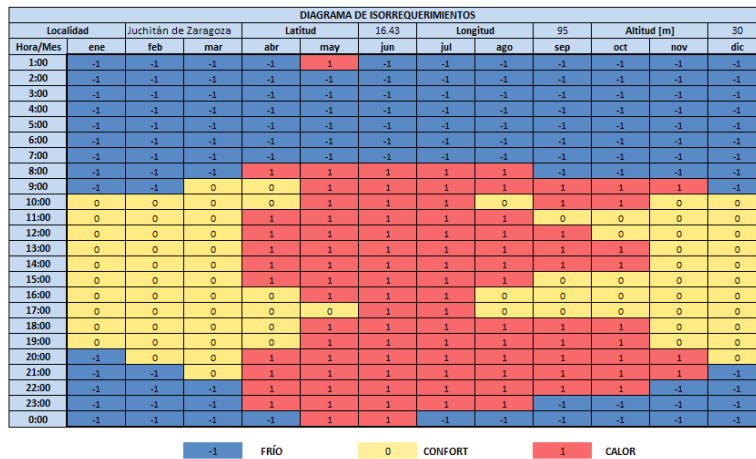 DIAGRAMA DE ISORREQUERIMIENTOS
Localidad Juchitán de Zaragoza Latitud 16.43 Longitud 95 Altitud [m] 30
Hora/Mes ene feb mar abr may jun jul ago sep oct nov dic
1:00 -1 -1 -1 -1 1 -1 -1 -1 -1 -1 -1 -1
2:00 -1 -1 -1 -1 -1 -1 -1 -1 -1 -1 -1 -1
3:00 -1 -1 -1 -1 -1 -1 -1 -1 -1 -1 -1 -1
4:00 -1 -1 -1 -1 -1 -1 -1 -1 -1 -1 -1 -1
5:00 -1 -1 -1 -1 -1 -1 -1 -1 -1 -1 -1 -1
6:00 -1 -1 -1 -1 -1 -1 -1 -1 -1 -1 -1 -1
7:00 -1 -1 -1 -1 -1 -1 -1 -1 -1 -1 -1 -1
8:00 -1 -1 -1 1 1 1 1 1 -1 -1 -1 -1
9:00 -1 -1 0 0 1 1 1 1 1 1 1 -1
10:00 0 0 0 0 1 1 1 0 1 1 0 0
11:00 0 0 0 1 1 1 1 1 0 0 0 0
12:00 0 0 0 1 1 1 1 1 1 0 0 0
13:00 0 0 0 1 1 1 1 1 1 1 0 0
14:00 0 0 0 1 1 1 1 1 1 1 0 0
15:00 0 0 0 1 1 1 1 1 0 0 0 0
16:00 0 0 0 0 1 1 1 0 0 0 0 0
17:00 0 0 0 0 0 1 1 0 0 0 0 0
18:00 0 0 0 1 1 1 1 1 1 1 0 0
19:00 0 0 0 1 1 1 1 1 1 1 0 0
20:00 -1 0 0 1 1 1 1 1 1 1 1 0
21:00 -1 -1 0 1 1 1 1 1 1 1 1 -1
22:00 -1 -1 -1 1 1 1 1 1 1 1 -1 -1
23:00 -1 -1 -1 1 1 1 1 1 -1 -1 -1 -1
0:00 -1 -1 -1 -1 1 1 -1 -1 -1 -1 -1 -1
-1 FRÍO 0 CONFORT 1 CALOR